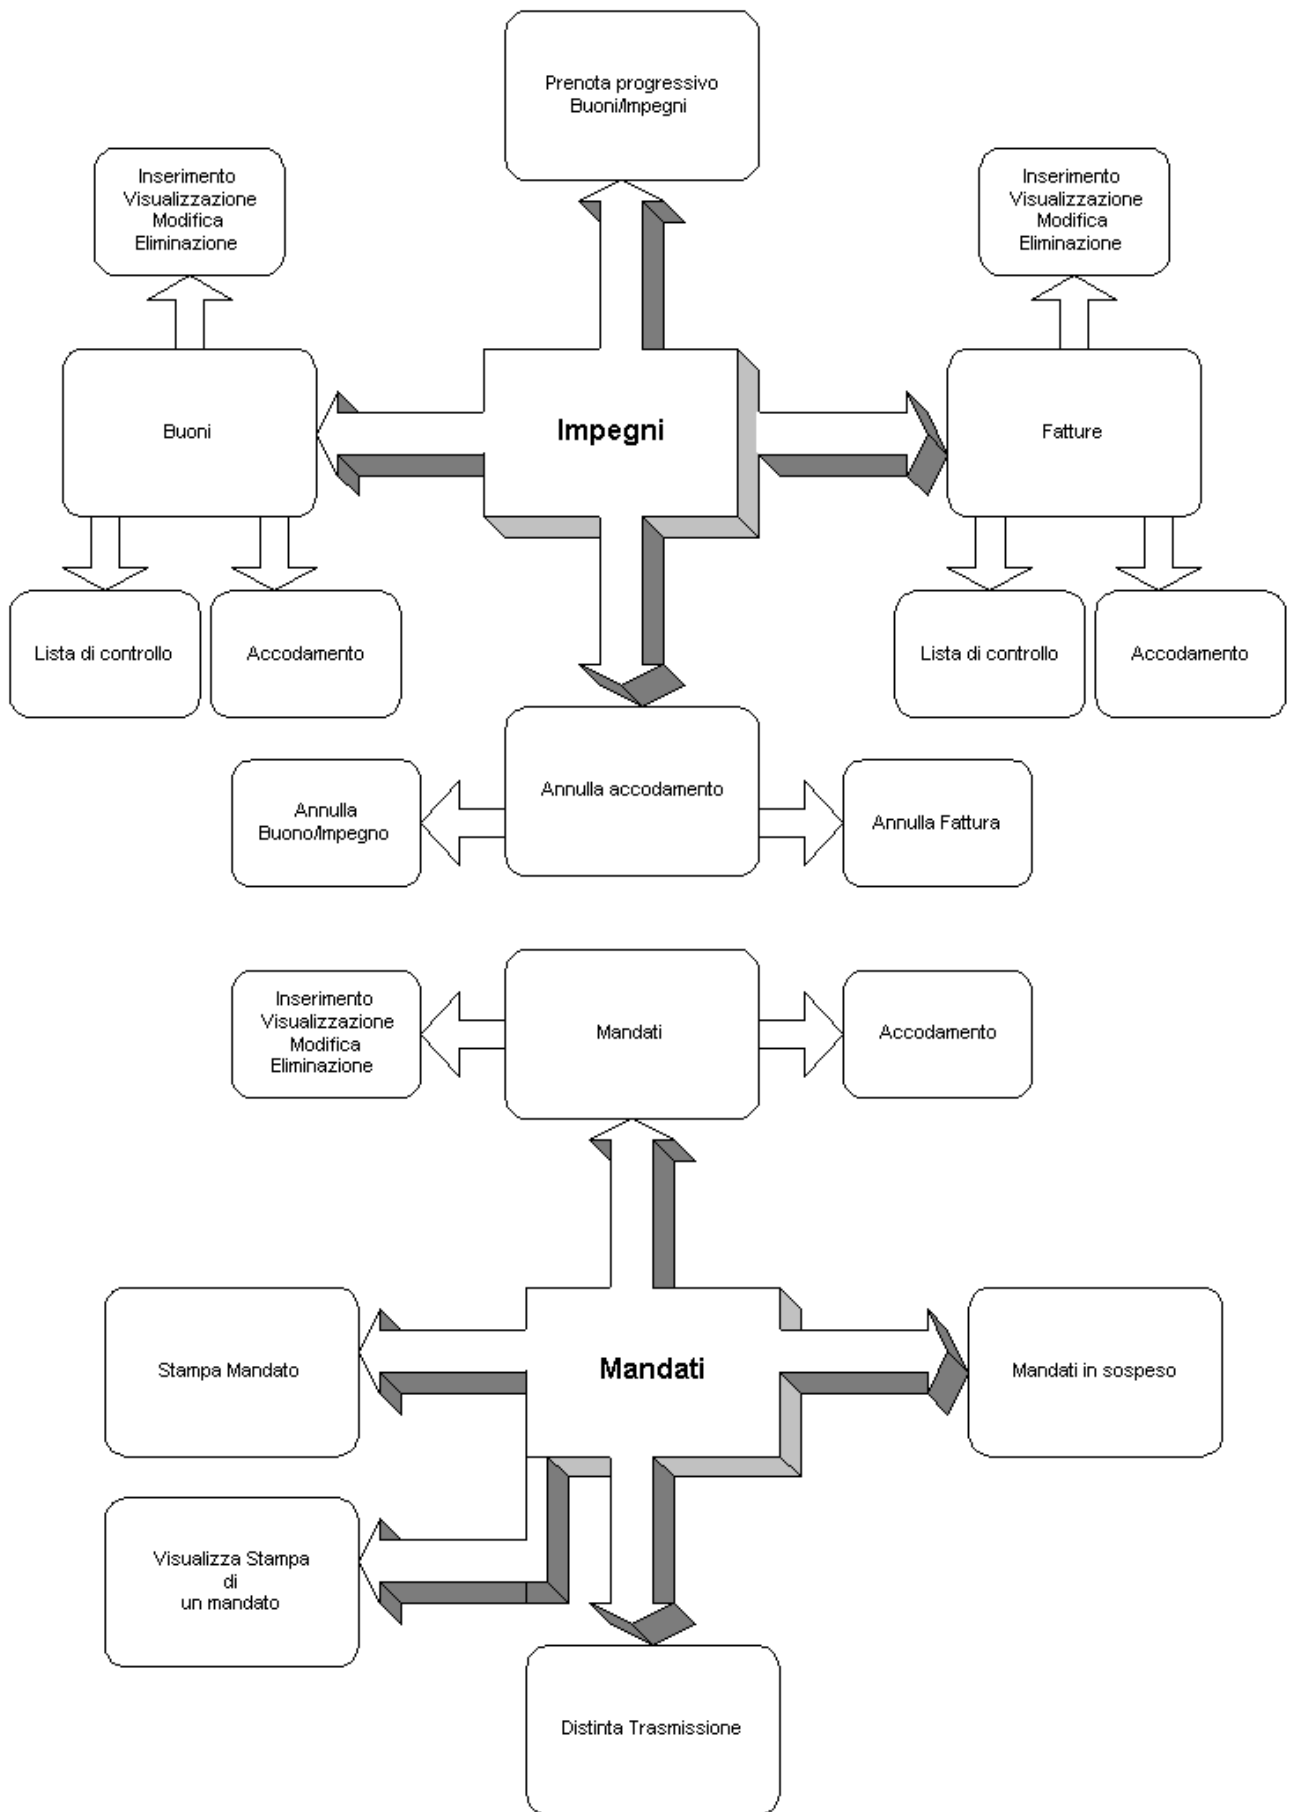 Prenota progressivo
Buoni/Impegni
Inserimento
Visualizzazione
Modifica
Eliminazione
Inserimento
Visualizzazione
Modifica
Eliminazione
Buoni
Impegni
Fatture
Lista di controllo
Accodamento
Lista di controllo
Accodamento
Annulla accodamento
Annulla
Buono/Impegno
Annulla Fattura
Inserimento
Visualizzazione
Modifica
Eliminazione
Mandati
Accodamento
Stampa Mandato
Mandati
Mandati in sospeso
Visualizza Stampa
di
un mandato
Distinta Trasmissione